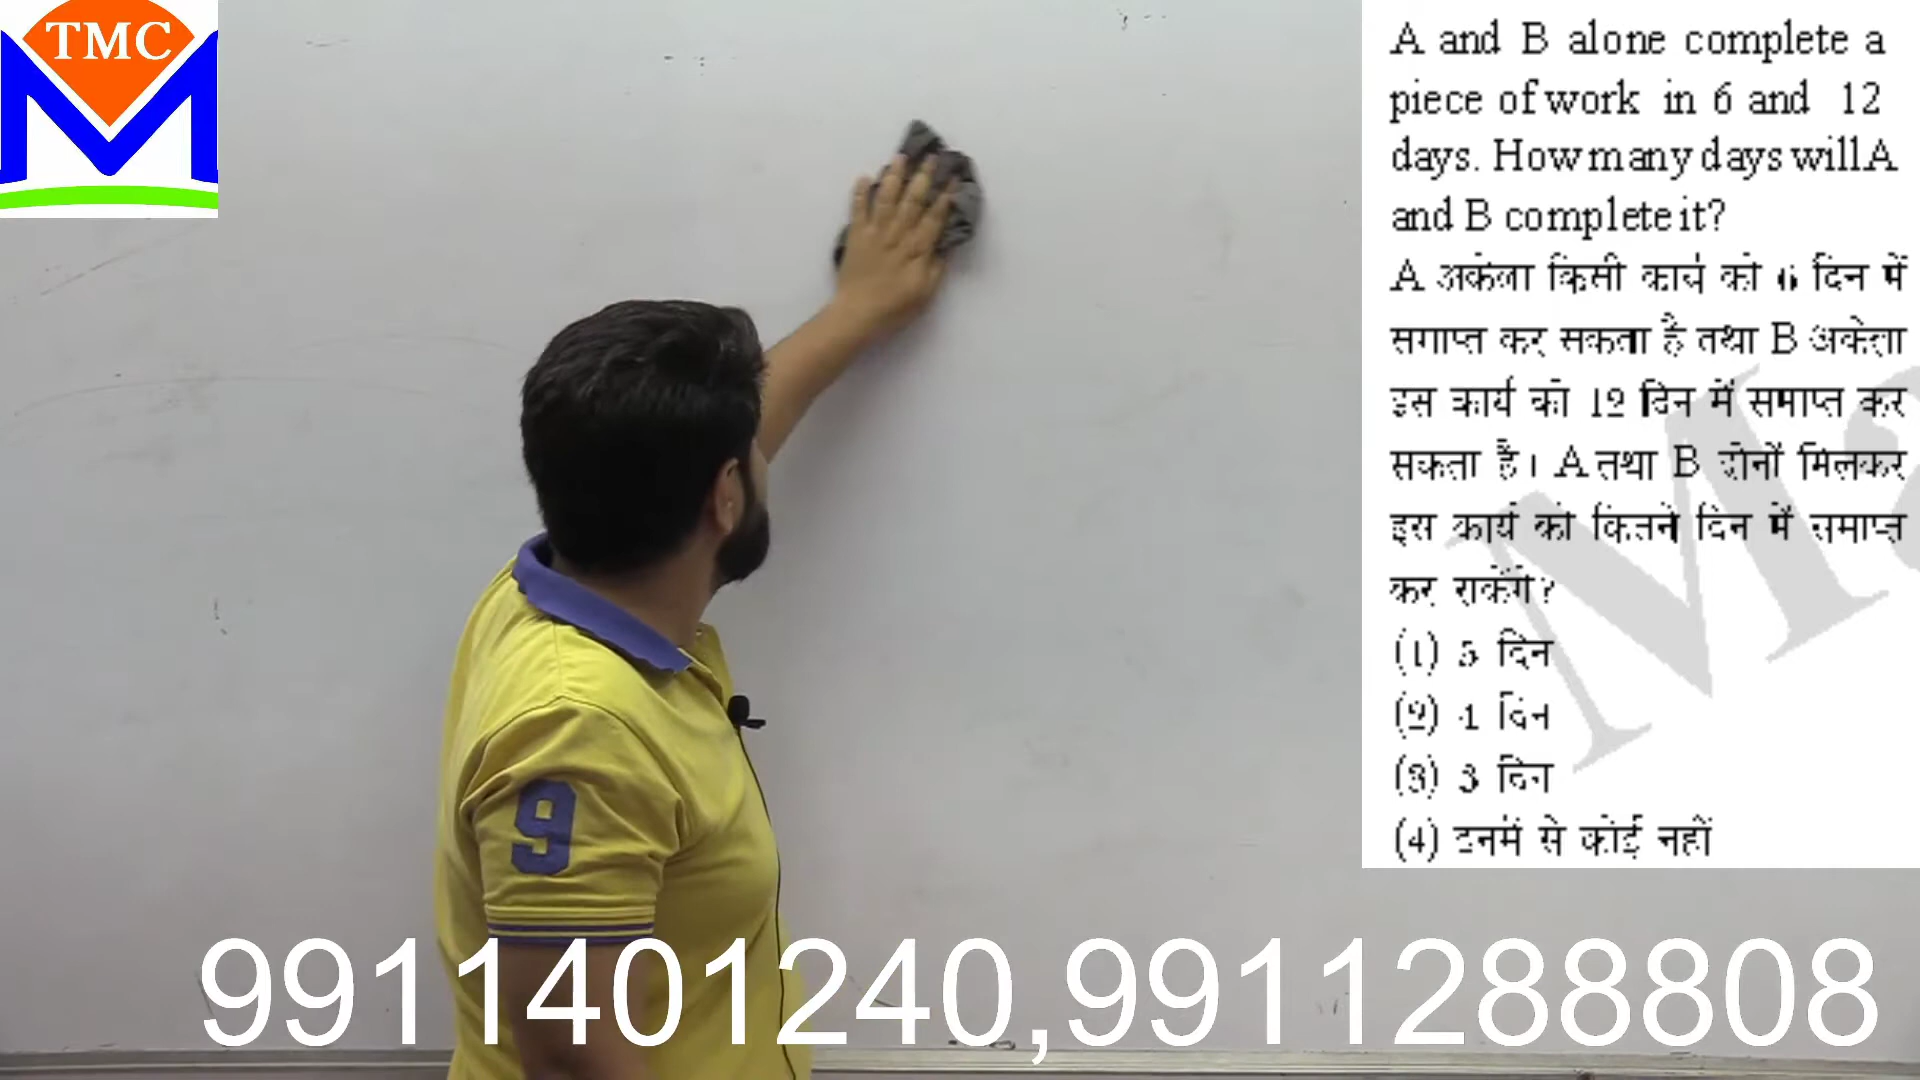 TMC
A and B alone complete a
piece of work in 6 and 12
days. How many days will A
and B complete it?
A अकेला किसी कार्य को 6 दिन में
समाप्त कर सकता है तथा B अकेला
इस कार्य को 12 दिन में समाप्त कर
सकता है। A तथा B दोनों मिलकर
इस कार्य को कितने दिन में समाप्त
कर सकेंगे?
(1) 5 दिन
(2) 4 दिन
(3) 3 दिन
(4) इनमें से कोई नहीं
9
9911401240,9911288808